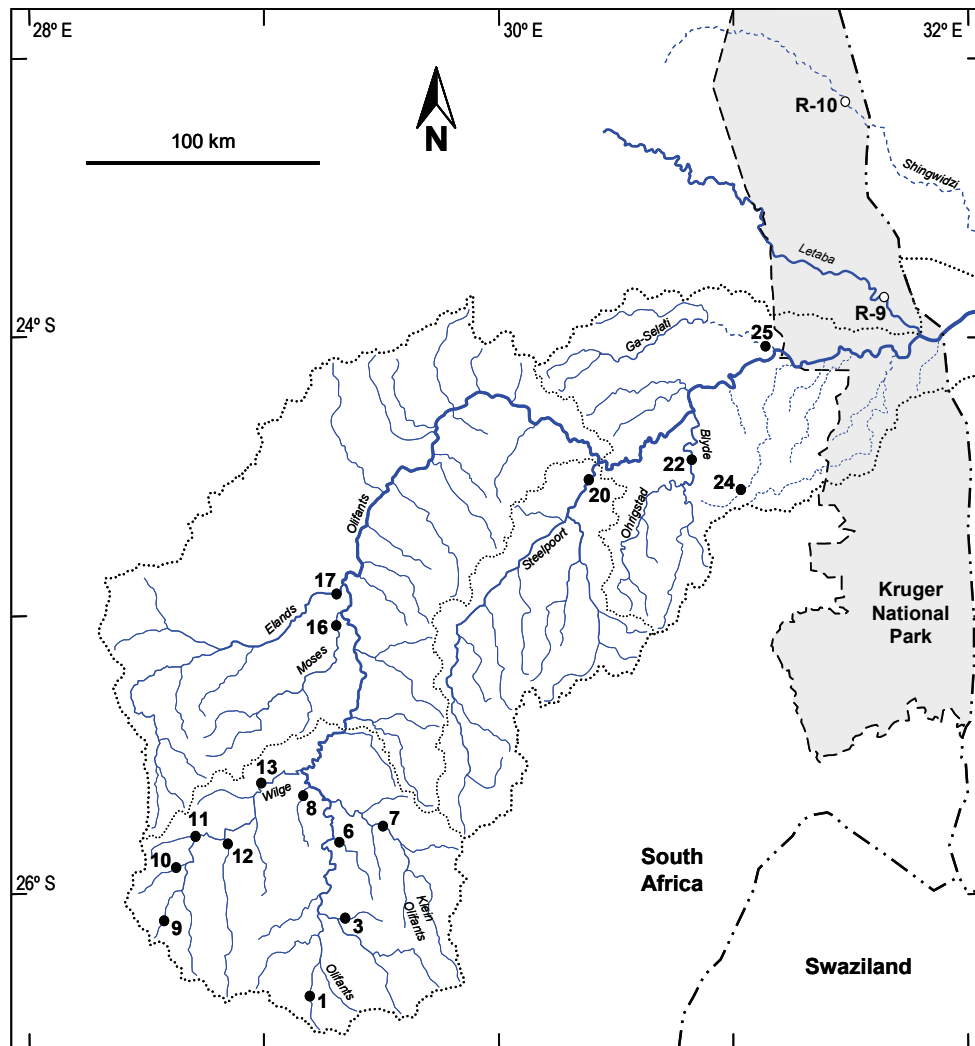 28º E
30º E
32º E
R-10
N
100 km
Shingwidzi
Letaba
R-9
24º S
Ga-Selati
25
Blyde
22
24
20
Ohrigstad
Olifants
Steelpoort
17
Elands
16
Moses
Kruger
National
Park
13
Wilge
8
11
12
6
7
10
9
3
Klein
Olifants
26º S
South
Africa
Olifants
1
Swaziland